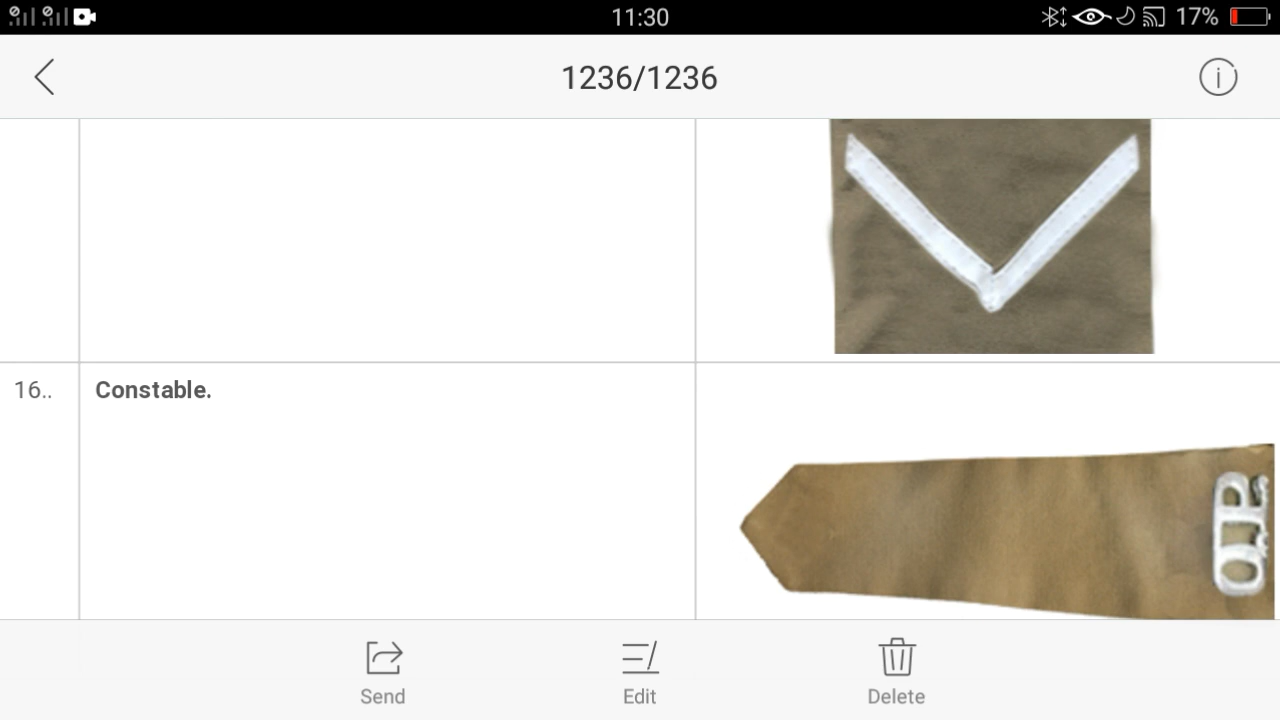 11:30
17%
1236/1236
16..
Constable.
Send
Edit
Delete